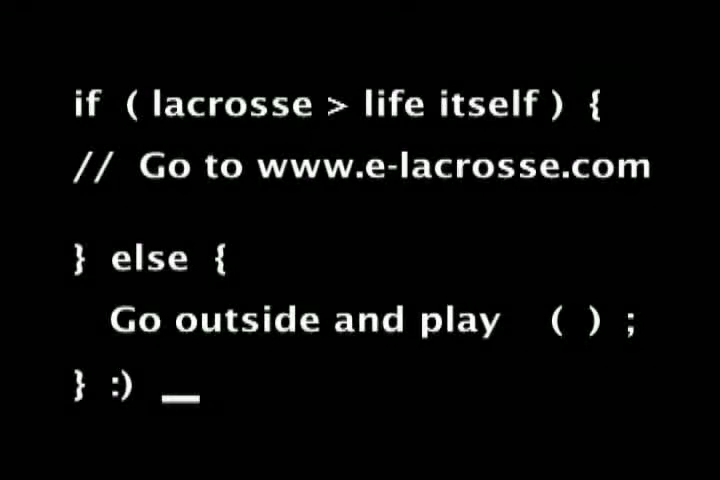 if ( lacrosse > life itself ) {
// Go to www.e-lacrosse.com
} else {
Go outside and play ( ) ;
} :) _